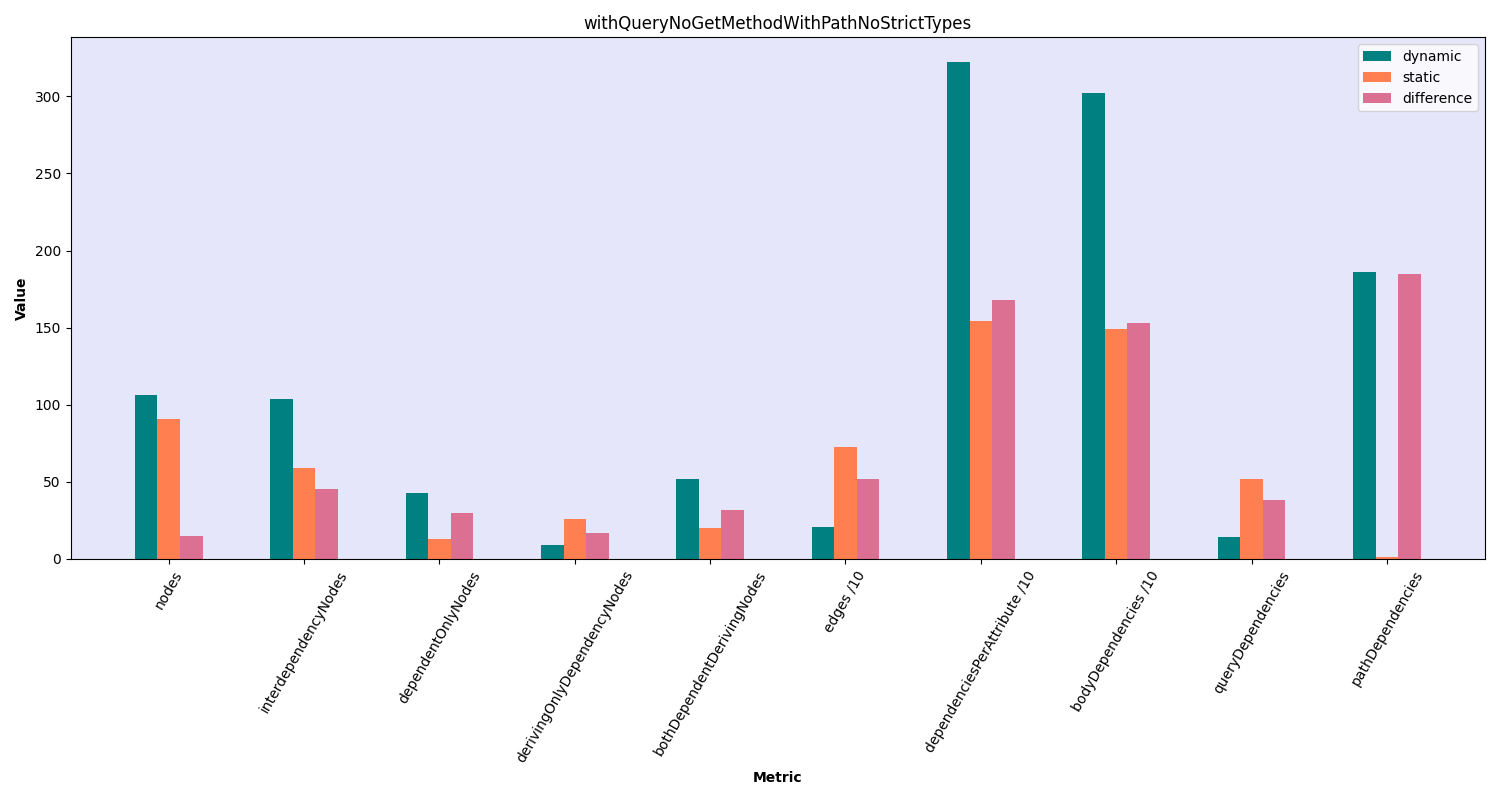 withQueryNoGetMethodWithPathNoStrictTypes
dynamic
static
difference
Value
300
250
200
150
100
50
0
nodes
interdependencyNodes
dependentOnlyNodes
derivingOnlyDependencyNodes
bothDependentDerivingNodes
edges /10
dependenciesPerAttribute /10
bodyDependencies /10
queryDependencies
pathDependencies
Metric